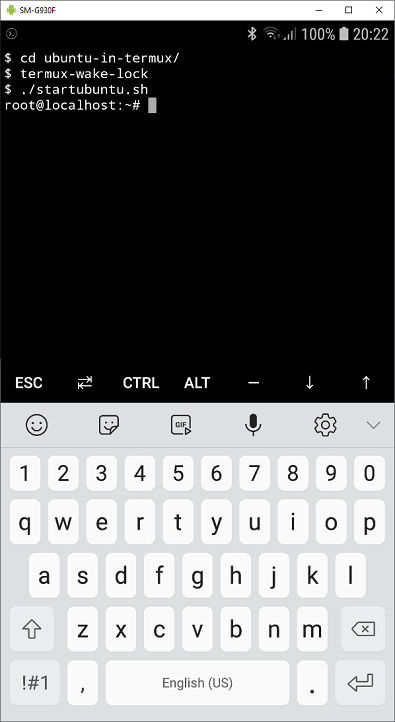 SM-G930F
100% 20:22
$ cd ubuntu-in-termux/
$ termux-wake-lock
$ ./startubuntu.sh
root@localhost:~#
ESC CTRL ALT −
GIF
1 2 3 4 5 6 7 8 9 0
q w e r t y u i o p
a s d f g h j k l
z x c v b n m
!#1 , English (US) .